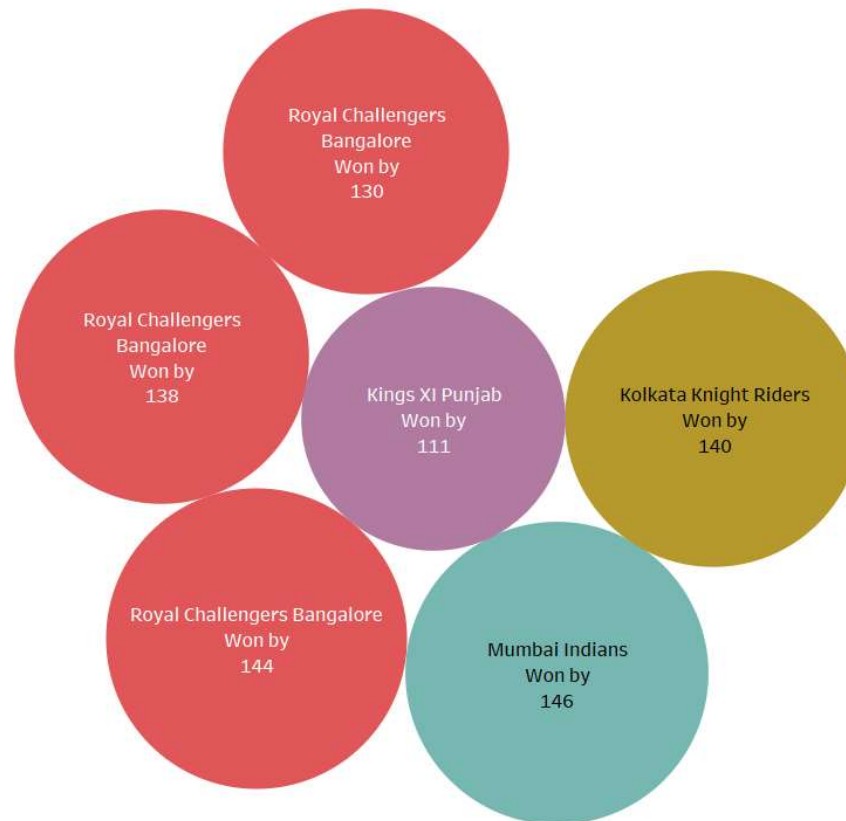 Royal Challengers
Bangalore
Won by
130
Royal Challengers
Bangalore
Won by
138
Kings XI Punjab
Won by
111
Kolkata Knight Riders
Won by
140
Royal Challengers Bangalore
Won by
144
Mumbai Indians
Won by
146